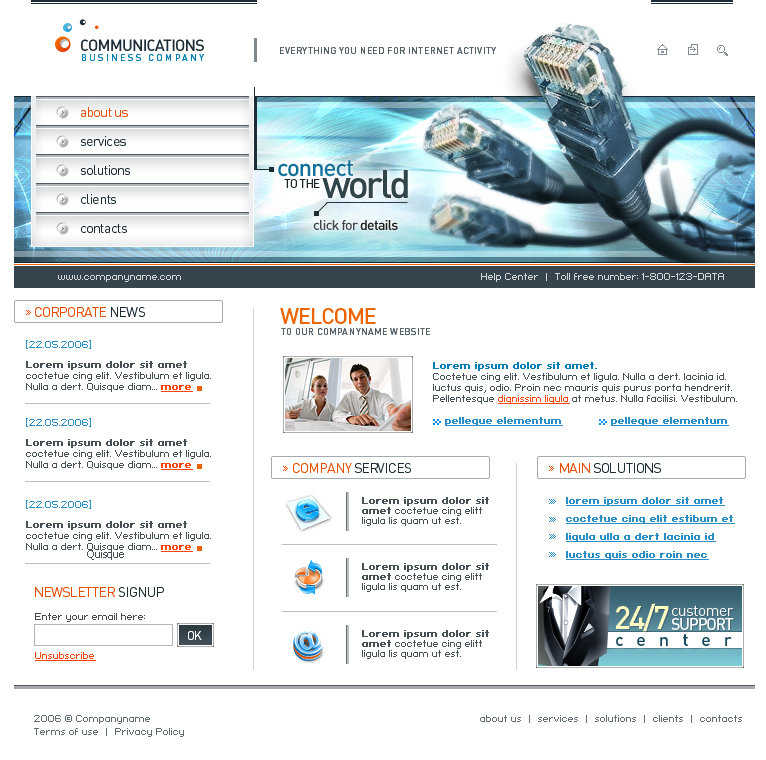 COMMUNICATIONS
BUSINESS COMPANY
EVERYTHING YOU NEED FOR INTERNET ACTIVITY
about us
services
solutions
clients
contacts
connect
TO THE world
click for details
www.companyname.com
Help Center | Toll free number: 1-800-123-DATA
» CORPORATE NEWS
[22.05.2006]
Lorem ipsum dolor sit amet
coctetue cing elit. Vestibulum et ligula.
Nulla a dert. Quisque diam... more
[22.05.2006]
Lorem ipsum dolor sit amet
coctetue cing elit. Vestibulum et ligula.
Nulla a dert. Quisque diam... more
[22.05.2006]
Lorem ipsum dolor sit amet
coctetue cing elit. Vestibulum et ligula.
Nulla a dert. Quisque diam... more
Quisque
NEWSLETTER SIGNUP
Enter your email here:
OK
Unsubscribe
WELCOME
TO OUR COMPANYNAME WEBSITE
Lorem ipsum dolor sit amet.
Coctetue cing elit. Vestibulum et ligula. Nulla a dert. lacinia id.
luctus quis, odio. Proin nec mauris quis purus porta hendrerit.
Pellentesque dignissim ligula at metus. Nulla facilisi. Vestibulum.
» pelleque elementum » pelleque elementum
» COMPANY SERVICES
Lorem ipsum dolor sit
amet coctetue cing elitt
ligula lis quam ut est.
Lorem ipsum dolor sit
amet coctetue cing elitt
ligula lis quam ut est.
Lorem ipsum dolor sit
amet coctetue cing elitt
ligula lis quam ut est.
» MAIN SOLUTIONS
» lorem ipsum dolor sit amet
» coctetue cing elit estibum et
» ligula ulla a dert lacinia id
» luctus quis odio roin nec
24/7 customer
SUPPORT
center
2006 © Companyname
Terms of use | Privacy Policy
about us | services | solutions | clients | contacts